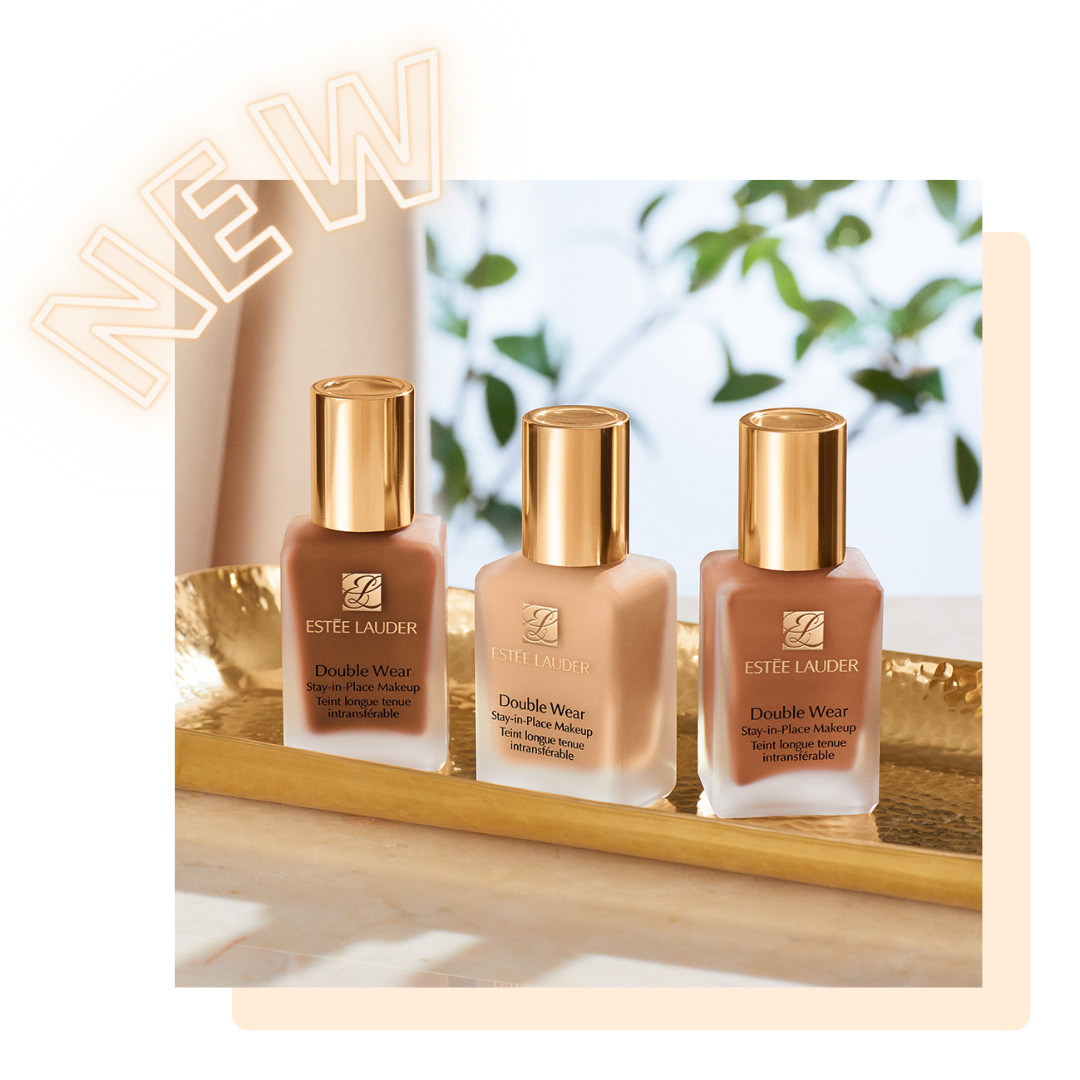 NEW
ESTĒE LAUDER
Double Wear
Stay-in-Place Makeup
Teint longue tenue
intransférable
ESTĒE LAUDER
Double Wear
Stay-in-Place Makeup
Teint longue tenue
intransférable
ESTĒE LAUDER
Double Wear
Stay-in-Place Makeup
Teint longue tenue
intransférable